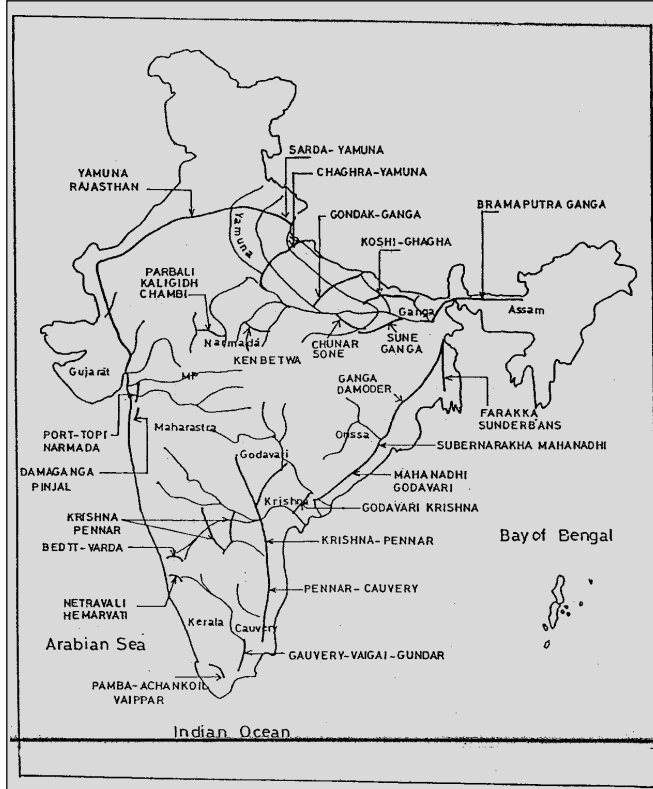 SARDA-YAMUNA
CHAGHRA-YAMUNA
YAMUNA
RAJASTHAN
GONDAK-GANGA
BRAMAPUTRA GANGA
KOSHI-GHAGHA
Yamuna
PARBALI
KALIGIDH
CHAMBI
Ganga
Assam
Narmada
KENBETWA
CHUNAR
SONE
SUNE
GANGA
Gujarat
MP
GANGA
DAMODER
FARAKKA
SUNDERBANS
PORT-TOPI
NARMADA
Maharastra
Orissa
SUBERNARAKHA MAHANADHI
Godavari
DAMAGANGA
PINJAL
MAHANADHI
GODAVARI
Krishna
GODAVARI KRISHNA
KRISHNA
PENNAR
KRISHNA-PENNAR
Bay of Bengal
BEDTT-VARDA
PENNAR-CAUVERY
NETRAVALI
HEMARVATI
Kerala
Cauvery
Arabian Sea
GAUVERY-VAIGAI-GUNDAR
PAMBA-ACHANKOIL
VAIPPAR
Indian Ocean